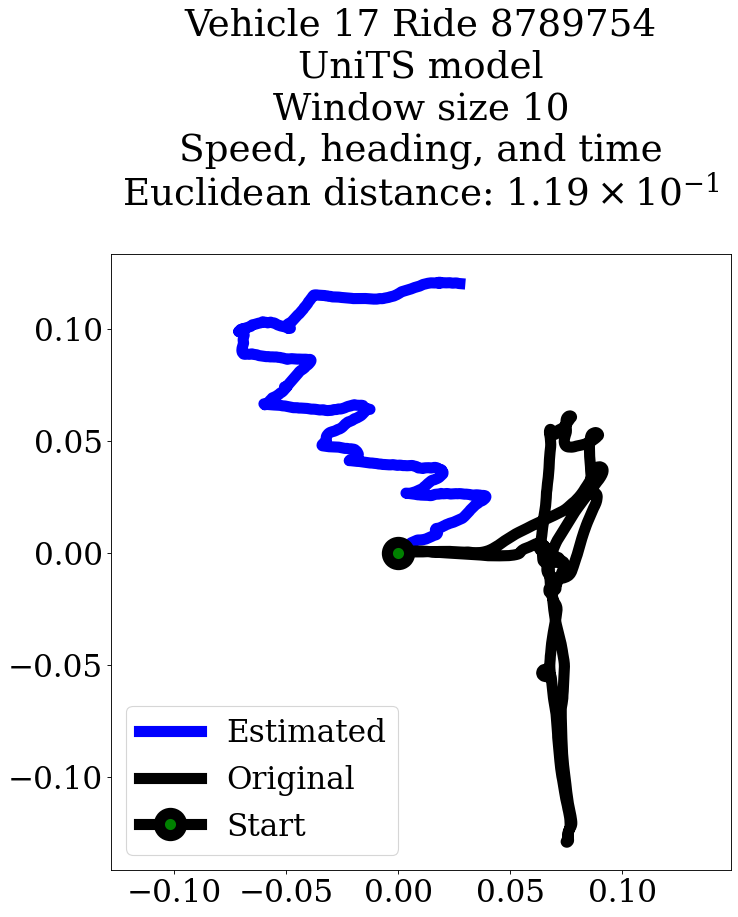 Vehicle 17 Ride 8789754
UniTS model
Window size 10
Speed, heading, and time
Euclidean distance: 1.19 × 10⁻¹
0.10
0.05
0.00
−0.05
−0.10
Estimated
Original
Start
−0.10 −0.05 0.00 0.05 0.10